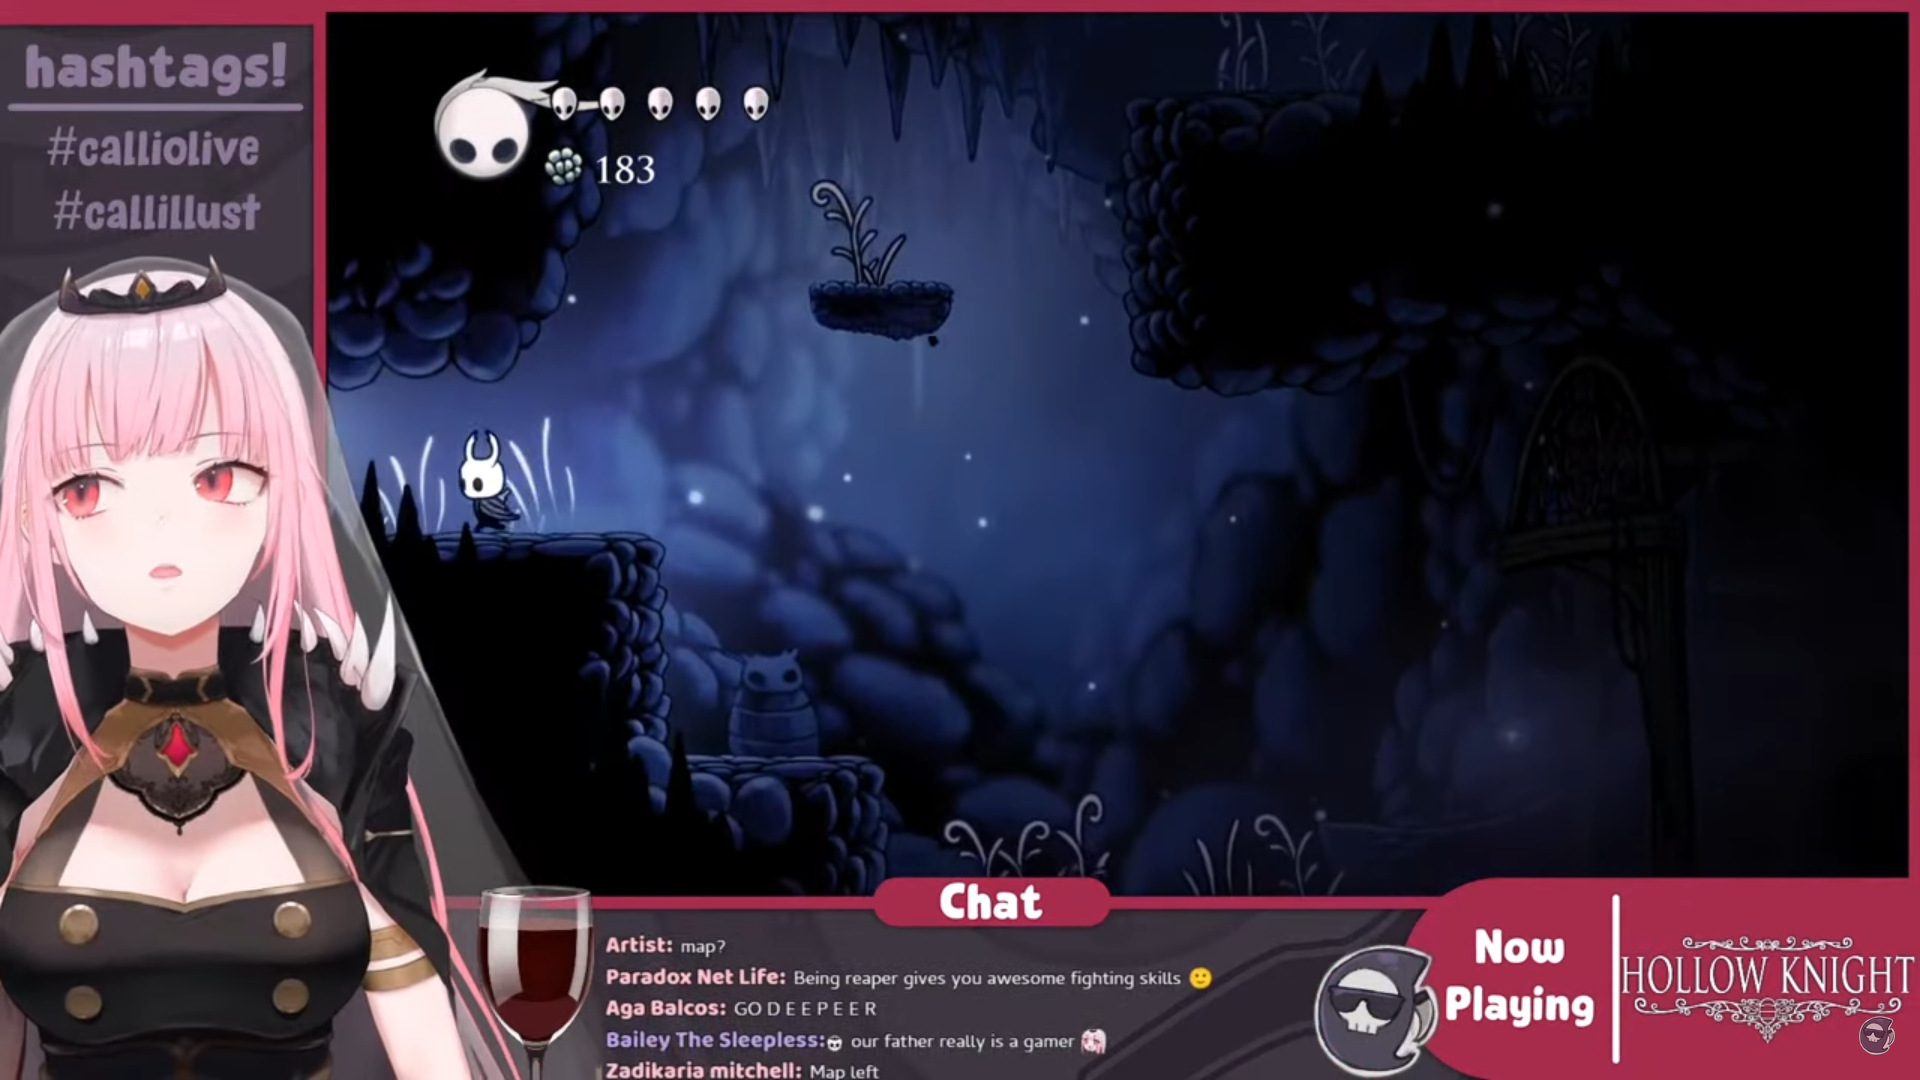 hashtags!
#calliolive
#callillust
183
Chat
Artist: map?
Paradox Net Life: Being reaper gives you awesome fighting skills 🙂
Aga Balcos: GO D E E P E E R
Bailey The Sleepless: our father really is a gamer
Zadikaria mitchell: Map left
Now
Playing
HOLLOW KNIGHT